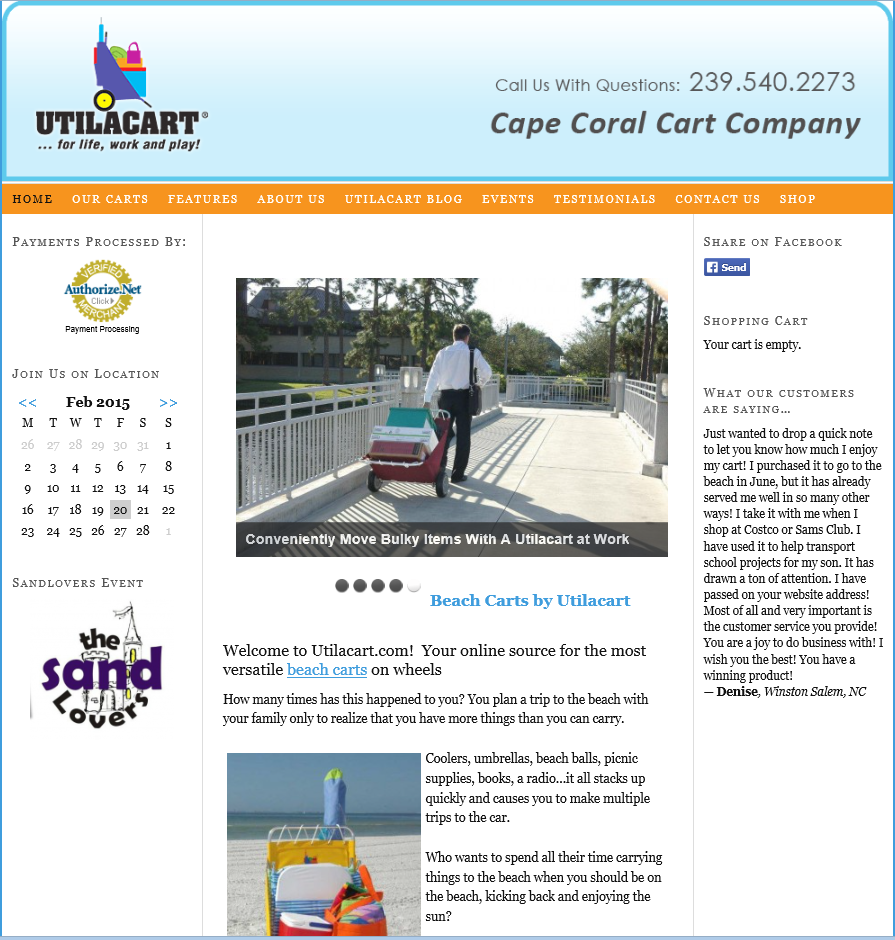 UTILACART®
... for life, work and play!
Call Us With Questions: 239.540.2273
Cape Coral Cart Company
HOME OUR CARTS FEATURES ABOUT US UTILACART BLOG EVENTS TESTIMONIALS CONTACT US SHOP
Payments Processed By:
VERIFIED
Authorize.Net
Click
MERCHANT
Payment Processing
Join Us on Location
<< Feb 2015 >>
M T W T F S S
26 27 28 29 30 31 1
2 3 4 5 6 7 8
9 10 11 12 13 14 15
16 17 18 19 20 21 22
23 24 25 26 27 28 1
Sandlovers Event
the
sand
Lovers
Conveniently Move Bulky Items With A Utilacart at Work
Beach Carts by Utilacart
Welcome to Utilacart.com! Your online source for the most
versatile beach carts on wheels
How many times has this happened to you? You plan a trip to the beach with
your family only to realize that you have more things than you can carry.
Coolers, umbrellas, beach balls, picnic
supplies, books, a radio…it all stacks up
quickly and causes you to make multiple
trips to the car.
Who wants to spend all their time carrying
things to the beach when you should be on
the beach, kicking back and enjoying the
sun?
Share on Facebook
Send
Shopping Cart
Your cart is empty.
What our customers
are saying…
Just wanted to drop a quick note
to let you know how much I enjoy
my cart! I purchased it to go to the
beach in June, but it has already
served me well in so many other
ways! I take it with me when I
shop at Costco or Sams Club. I
have used it to help transport
school projects for my son. It has
drawn a ton of attention. I have
passed on your website address!
Most of all and very important is
the customer service you provide!
You are a joy to do business with! I
wish you the best! You have a
winning product!
— Denise, Winston Salem, NC